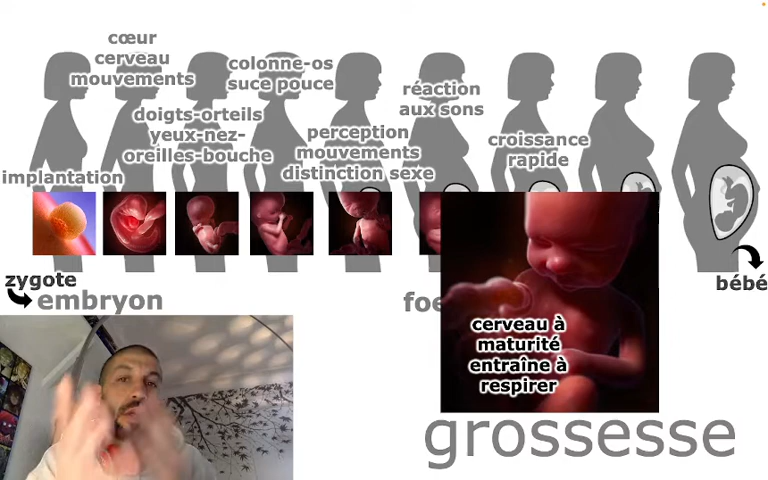 cœur
cerveau
mouvements
doigts-orteils
yeux-nez-
oreilles-bouche
colonne-os
suce pouce
perception
mouvements
distinction sexe
réaction
aux sons
croissance
rapide
implantation
zygote
embryon
foe
bébé
cerveau à
maturité
entraîne à
respirer
grossesse